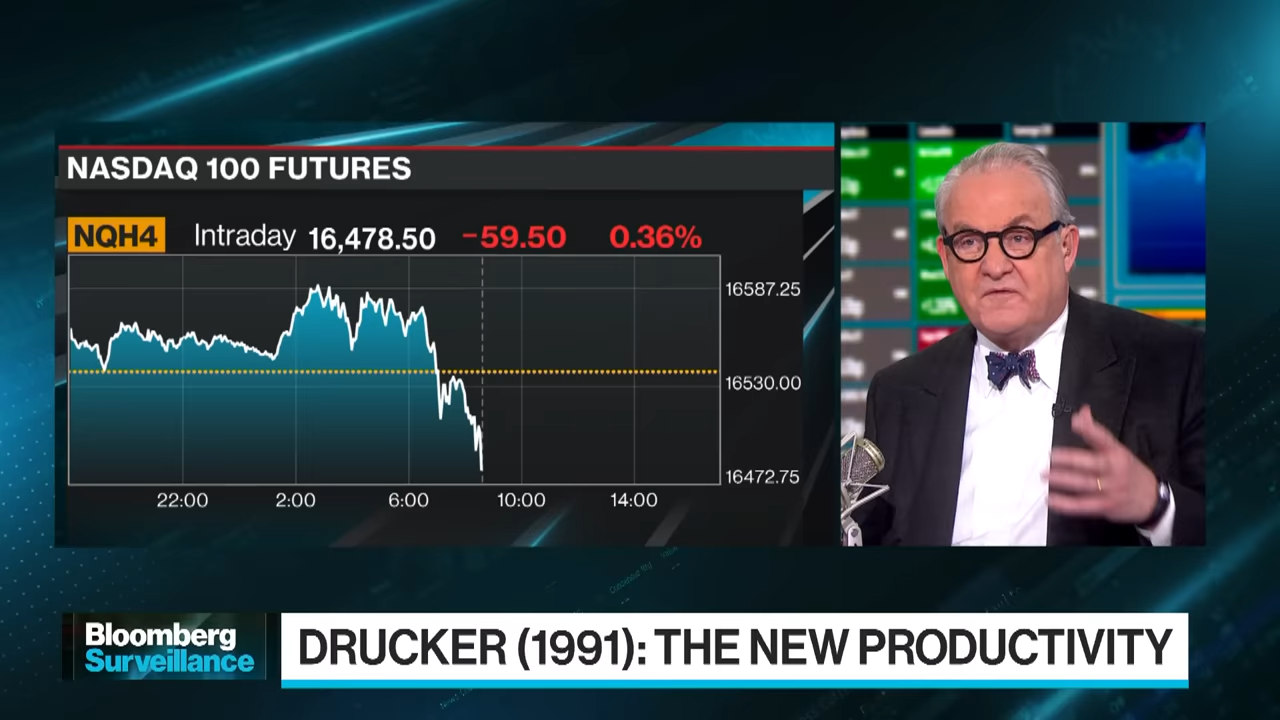 NASDAQ 100 FUTURES
NQH4 Intraday 16,478.50 -59.50 0.36%
16587.25
16530.00
16472.75
22:00 2:00 6:00 10:00 14:00
Bloomberg
Surveillance
DRUCKER (1991): THE NEW PRODUCTIVITY